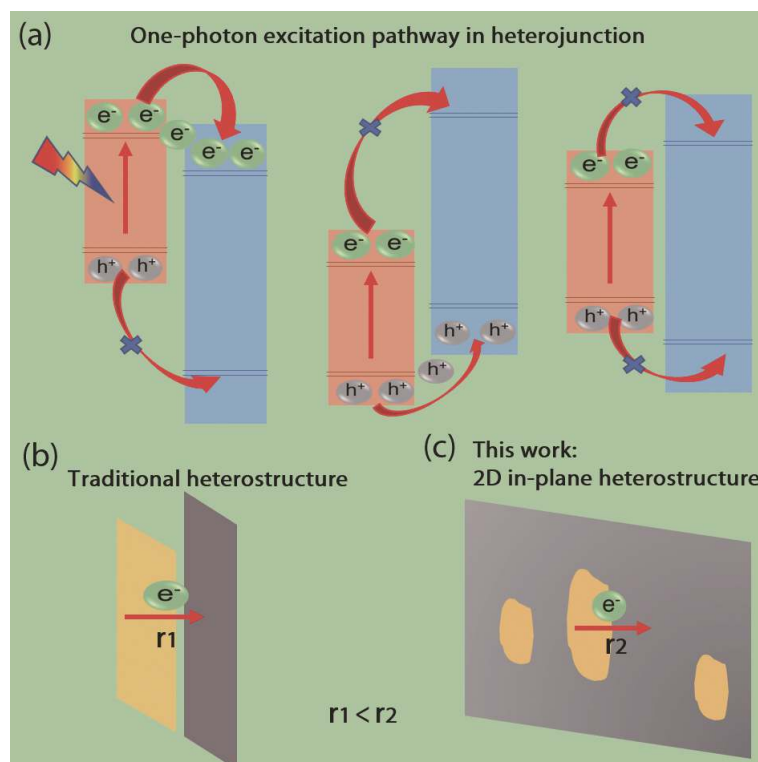 (a)
One-photon excitation pathway in heterojunction
e⁻ e⁻ e⁻ e⁻ e⁻
h⁺ h⁺
e⁻ e⁻
h⁺ h⁺
h⁺
h⁺ h⁺
e⁻ e⁻
h⁺ h⁺
(b)
Traditional heterostructure
e⁻
r1
r1 < r2
(c)
This work:
2D in-plane heterostructure
e⁻
r2